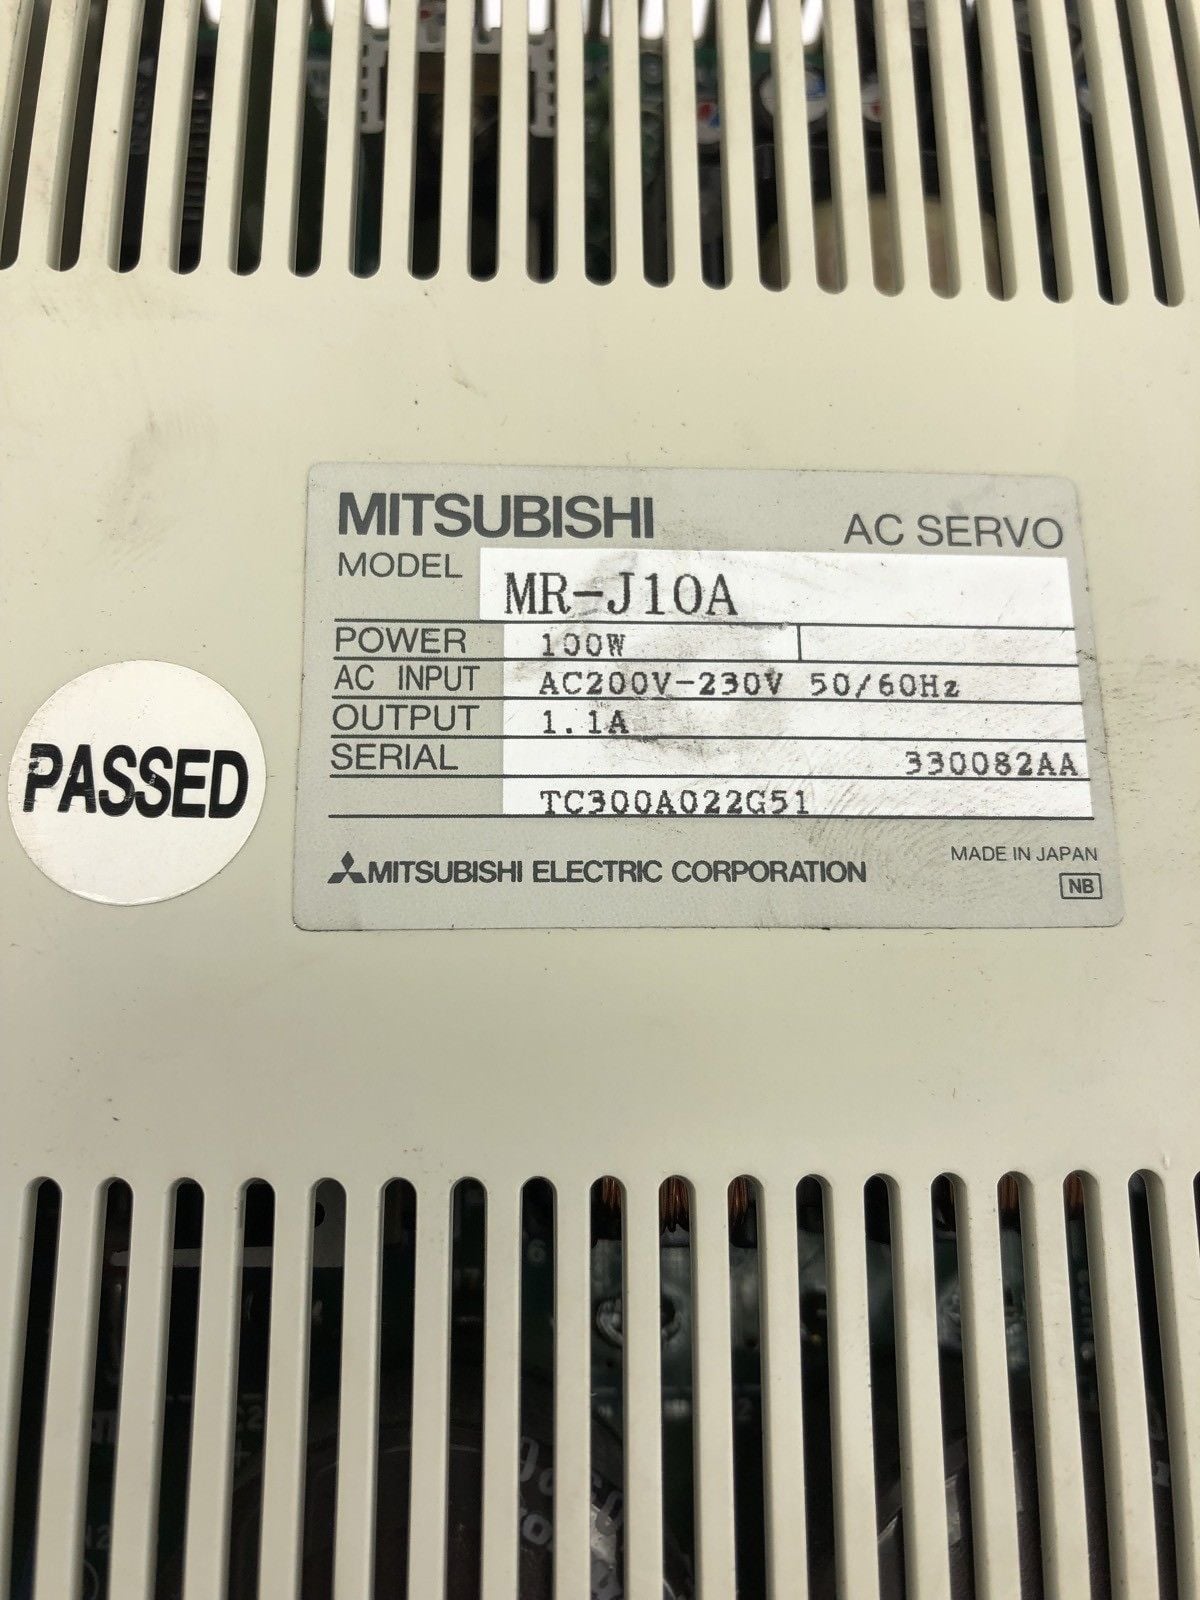 MITSUBISHI AC SERVO
MODEL MR-J10A
POWER 100W
AC INPUT AC200V-230V 50/60Hz
OUTPUT 1.1A
SERIAL 330082AA
TC300A022G51
MITSUBISHI ELECTRIC CORPORATION
MADE IN JAPAN
NB
PASSED